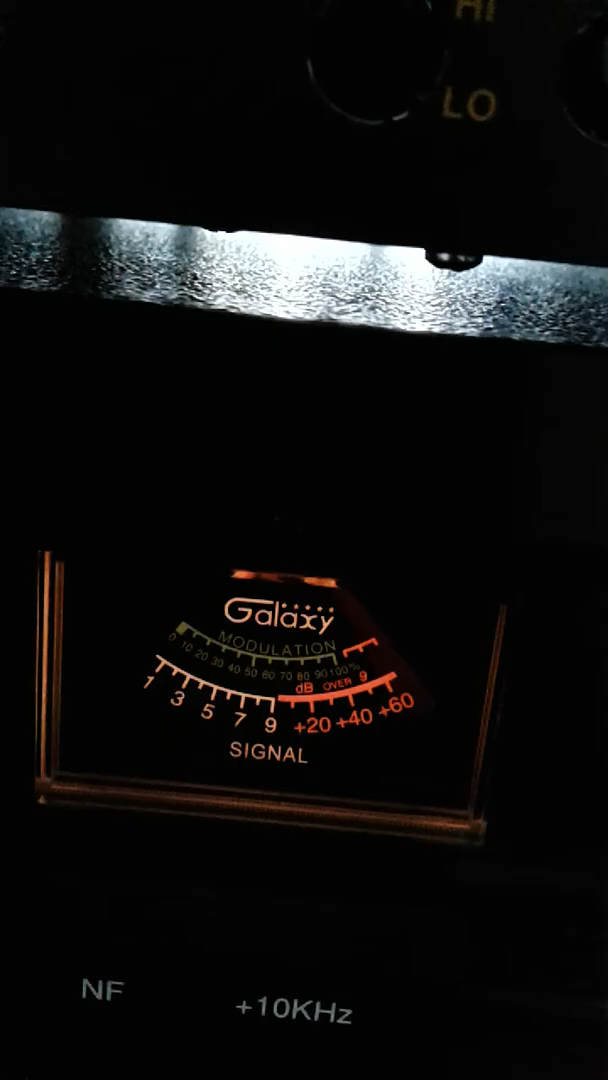 HI
LO
Galaxy
MODULATION
0 10 20 30 40 50 60 70 80 90 100%
dB OVER 9
1 3 5 7 9 +20 +40 +60
SIGNAL
NF +10KHz